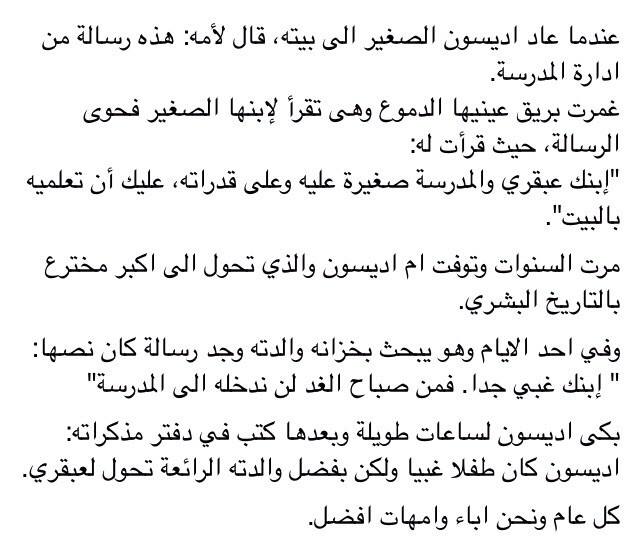 عندما عاد اديسون الصغير الى بيته، قال لأمه: هذه رسالة من
ادارة المدرسة.
غمرت بريق عينيها الدموع وهى تقرأ لإبنها الصغير فحوى
الرسالة، حيث قرأت له:
"إبنك عبقري والمدرسة صغيرة عليه وعلى قدراته، عليك أن تعلميه
بالبيت".
مرت السنوات وتوفت ام اديسون والذي تحول الى اكبر مخترع
بالتاريخ البشري.
وفي احد الايام وهو يبحث بخزانه والدته وجد رسالة كان نصها:
" إبنك غبي جدا. فمن صباح الغد لن ندخله الى المدرسة"
بكى اديسون لساعات طويلة وبعدها كتب في دفتر مذكراته:
اديسون كان طفلا غبيا ولكن بفضل والدته الرائعة تحول لعبقري.
كل عام ونحن اباء وامهات افضل.